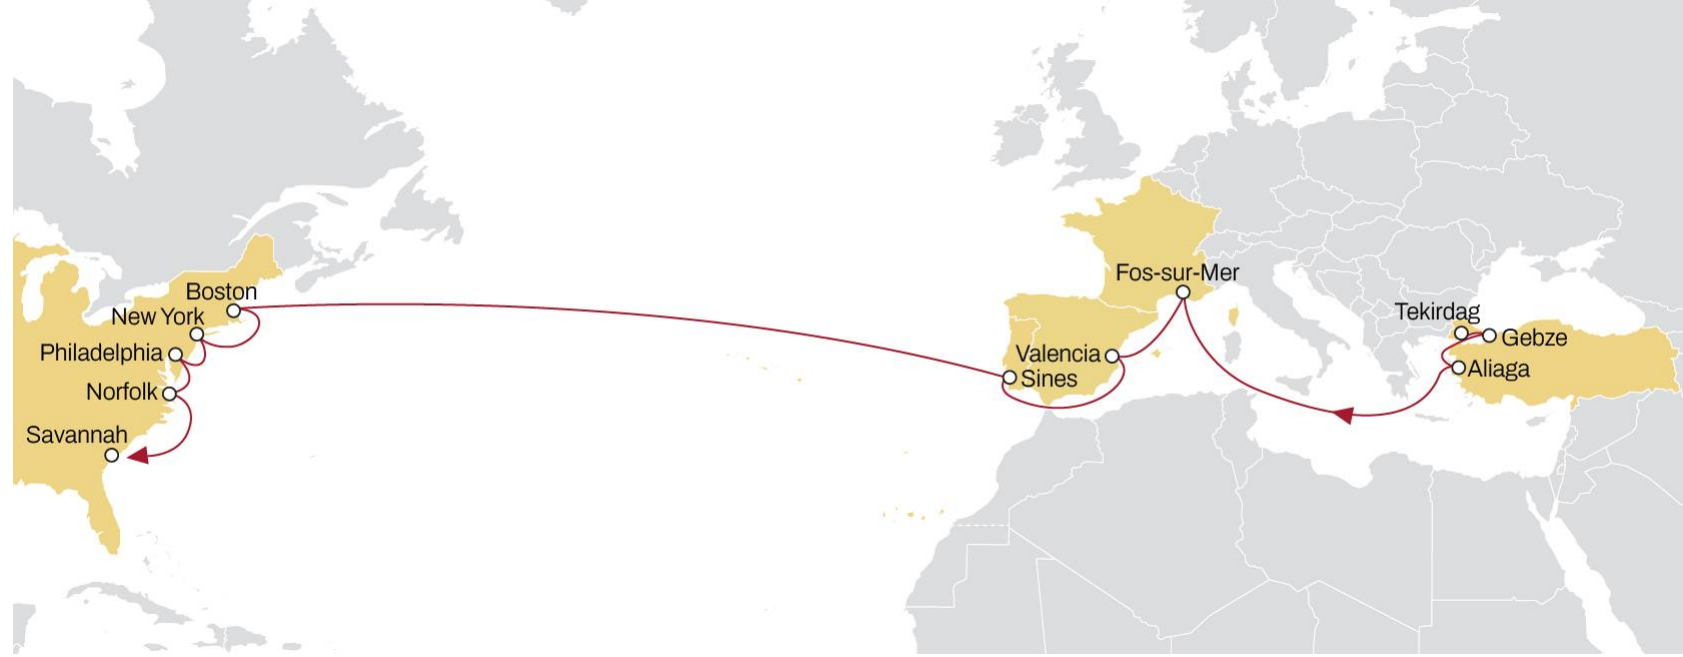 Boston
New York
Philadelphia
Norfolk
Savannah
Fos-sur-Mer
Valencia
Sines
Tekirdag
Gebze
Aliaga